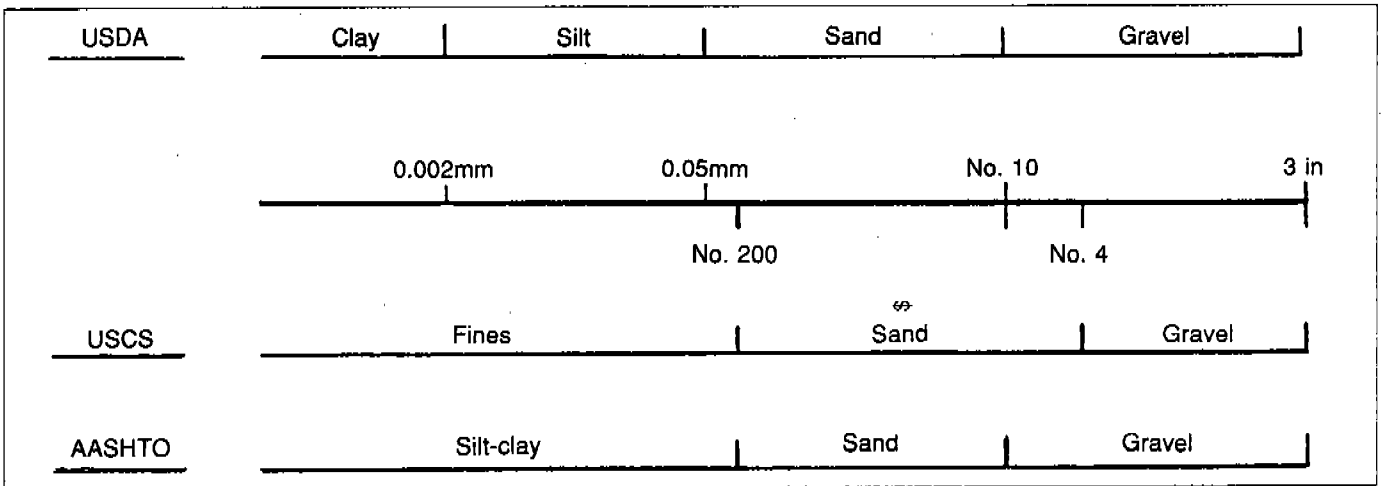 USDA Clay Silt Sand Gravel
0.002mm 0.05mm No. 10 3 in
No. 200 No. 4
USCS Fines Sand Gravel
AASHTO Silt-clay Sand Gravel